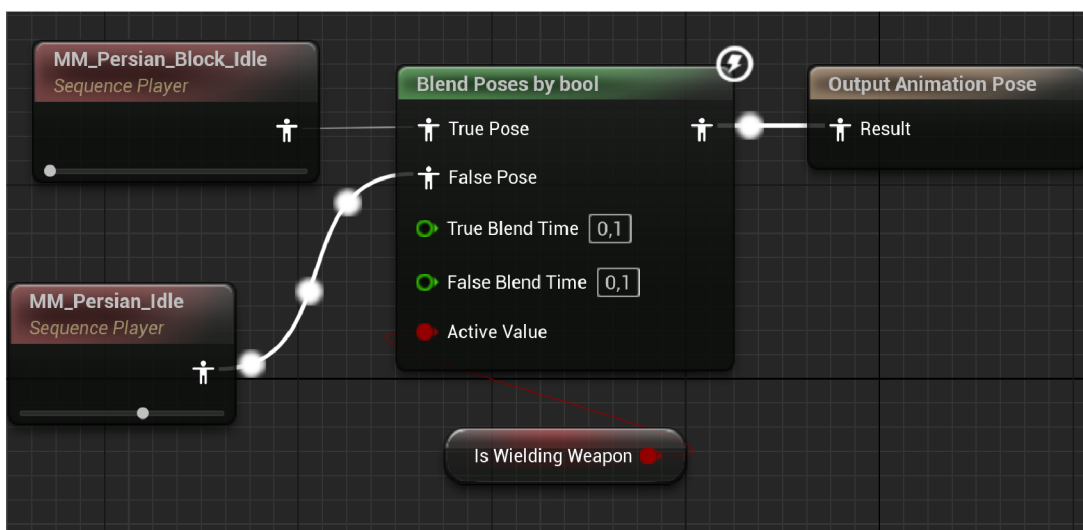 MM_Persian_Block_Idle
Sequence Player
Blend Poses by bool
True Pose
False Pose
True Blend Time 0,1
False Blend Time 0,1
Active Value
Output Animation Pose
Result
MM_Persian_Idle
Sequence Player
Is Wielding Weapon